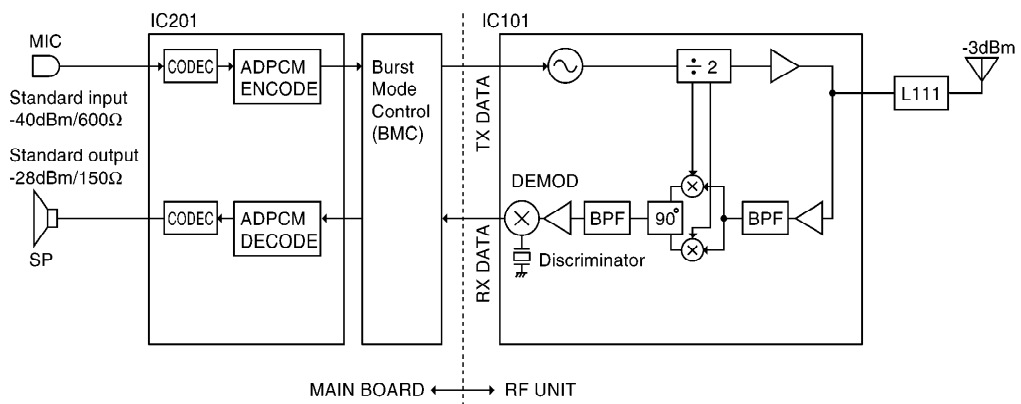 IC201
IC101
MIC
CODEC
ADPCM
ENCODE
Burst
Mode
Control
(BMC)
TX DATA
÷ 2
L111
-3dBm
Standard input
-40dBm/600Ω
Standard output
-28dBm/150Ω
SP
CODEC
ADPCM
DECODE
RX DATA
DEMOD
Discriminator
BPF
90°
BPF
MAIN BOARD
RF UNIT